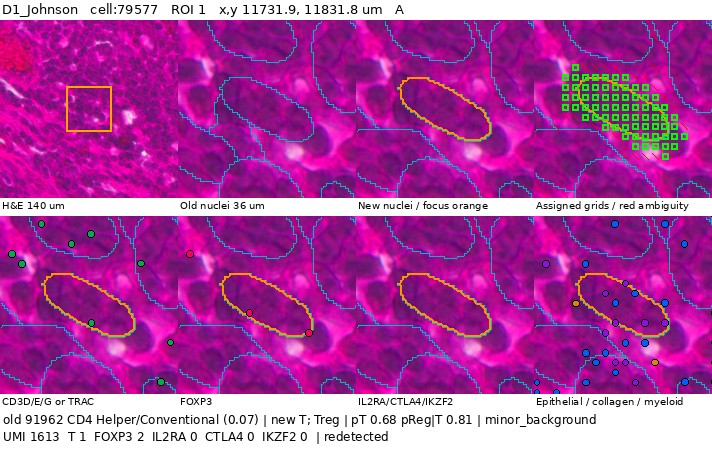 D1_Johnson cell:79577 ROI 1 x,y 11731.9, 11831.8 um A
H&E 140 um
Old nuclei 36 um
New nuclei / focus orange
Assigned grids / red ambiguity
CD3D/E/G or TRAC
FOXP3
IL2RA/CTLA4/IKZF2
Epithelial / collagen / myeloid
old 91962 CD4 Helper/Conventional (0.07) | new T; Treg | pT 0.68 pReg|T 0.81 | minor_background
UMI 1613 T 1 FOXP3 2 IL2RA 0 CTLA4 0 IKZF2 0 | redetected